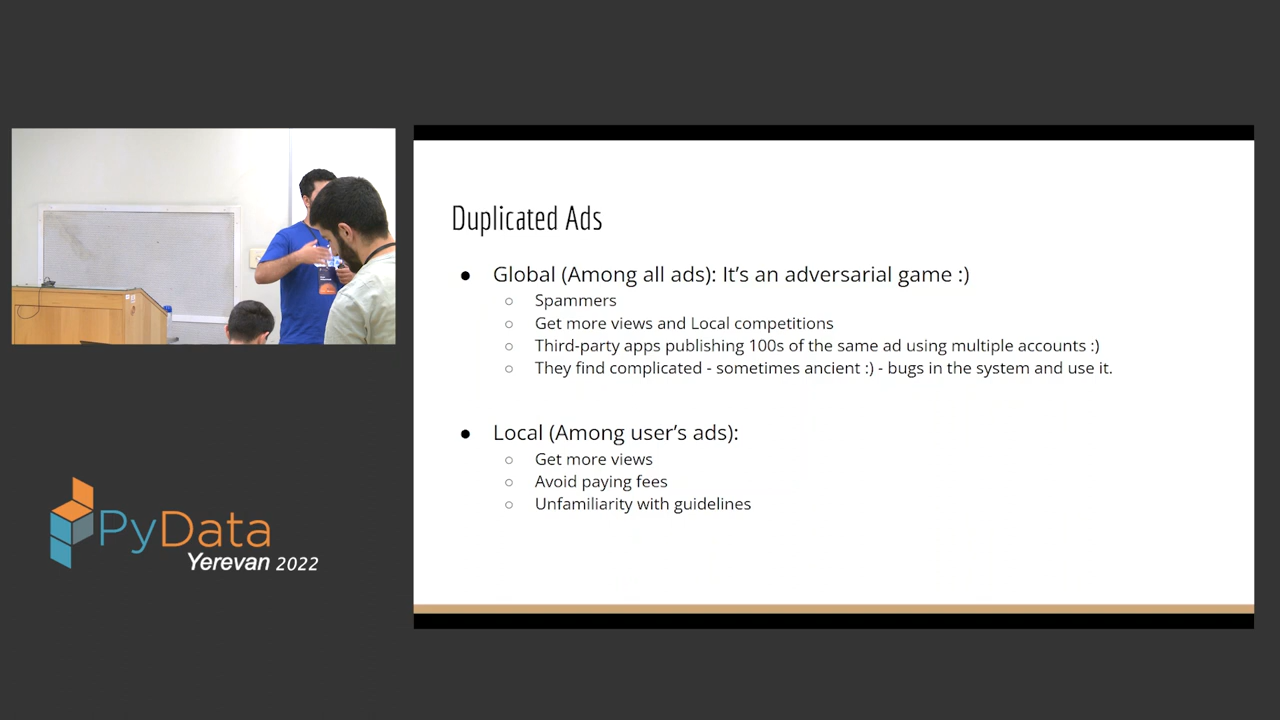 Duplicated Ads
● Global (Among all ads): It's an adversarial game :)
○ Spammers
○ Get more views and Local competitions
○ Third-party apps publishing 100s of the same ad using multiple accounts :)
○ They find complicated - sometimes ancient :) - bugs in the system and use it.
● Local (Among user's ads):
○ Get more views
○ Avoid paying fees
○ Unfamiliarity with guidelines
PyData
Yerevan 2022